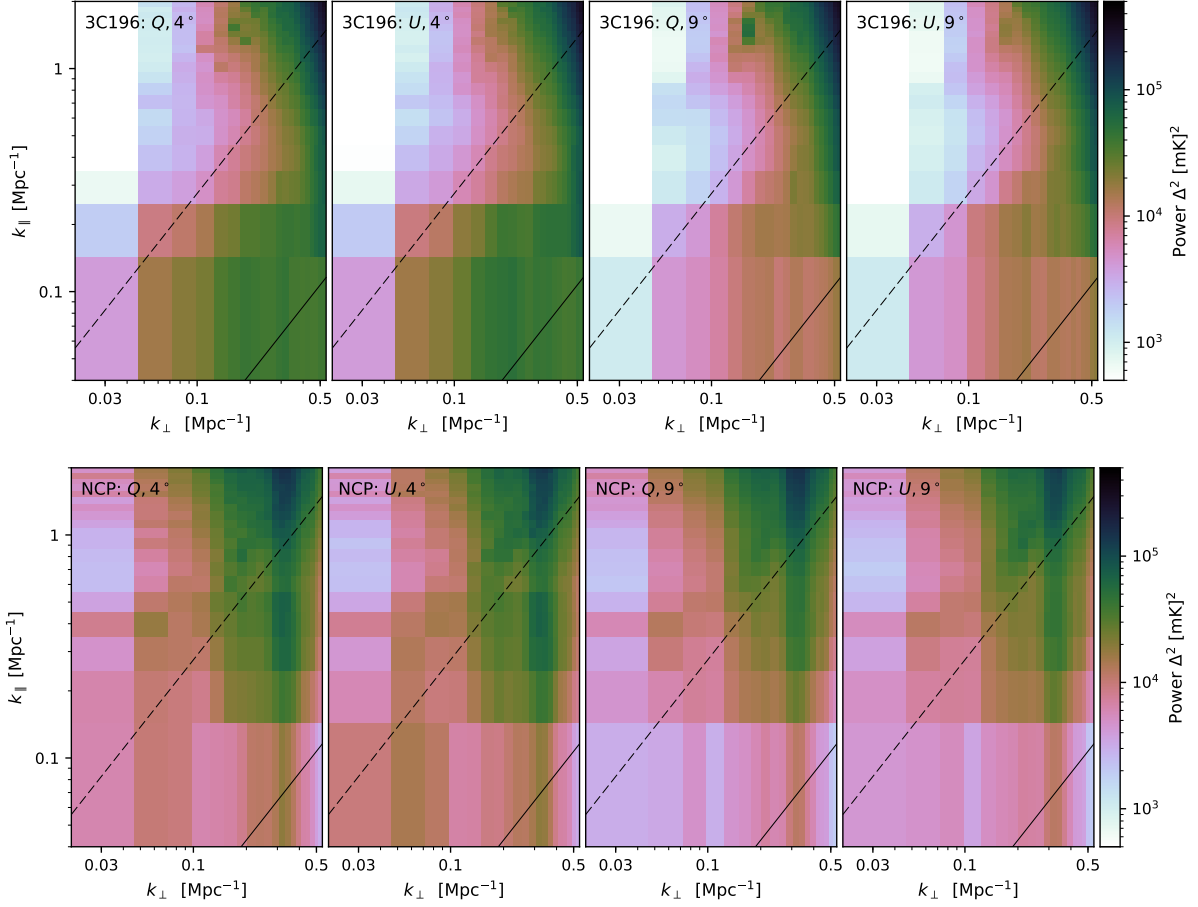 3C196: Q, 4° 3C196: U, 4° 3C196: Q, 9° 3C196: U, 9°
1
0.1
k∥ [Mpc⁻¹]
0.03 0.1 0.5 0.03 0.1 0.5 0.03 0.1 0.5 0.03 0.1 0.5
k⊥ [Mpc⁻¹] k⊥ [Mpc⁻¹] k⊥ [Mpc⁻¹] k⊥ [Mpc⁻¹]
10⁵
10⁴
10³
Power Δ² [mK]²
NCP: Q, 4° NCP: U, 4° NCP: Q, 9° NCP: U, 9°
1
0.1
k∥ [Mpc⁻¹]
0.03 0.1 0.5 0.03 0.1 0.5 0.03 0.1 0.5 0.03 0.1 0.5
k⊥ [Mpc⁻¹] k⊥ [Mpc⁻¹] k⊥ [Mpc⁻¹] k⊥ [Mpc⁻¹]
10⁵
10⁴
10³
Power Δ² [mK]²